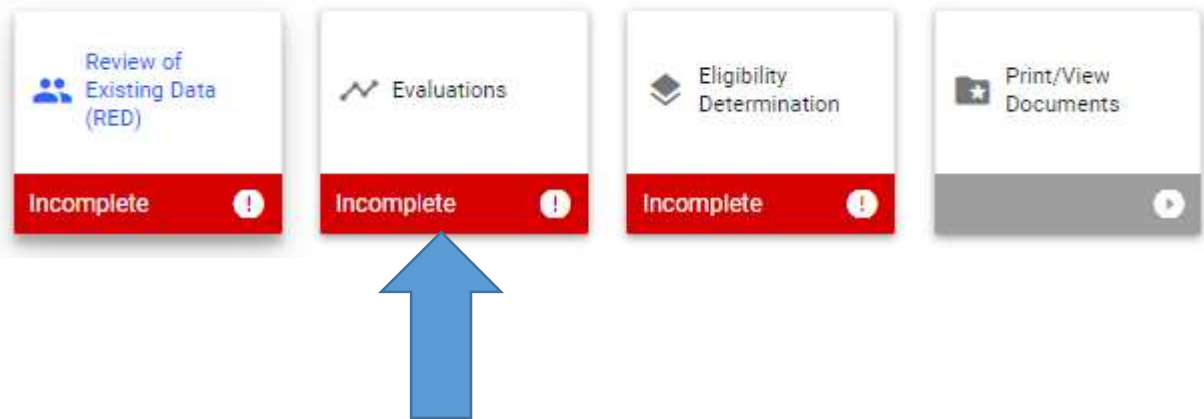 Review of
Existing Data
(RED)
Incomplete
Evaluations
Incomplete
Eligibility
Determination
Incomplete
Print/View
Documents